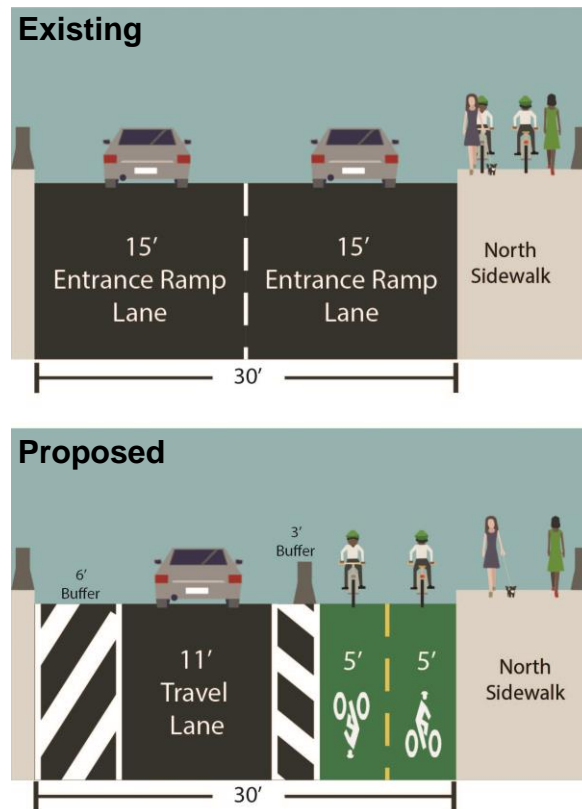 Existing
15’
Entrance Ramp
Lane
15’
Entrance Ramp
Lane
North
Sidewalk
30’
Proposed
6’
Buffer
11’
Travel
Lane
3’
Buffer
5’
5’
North
Sidewalk
30’